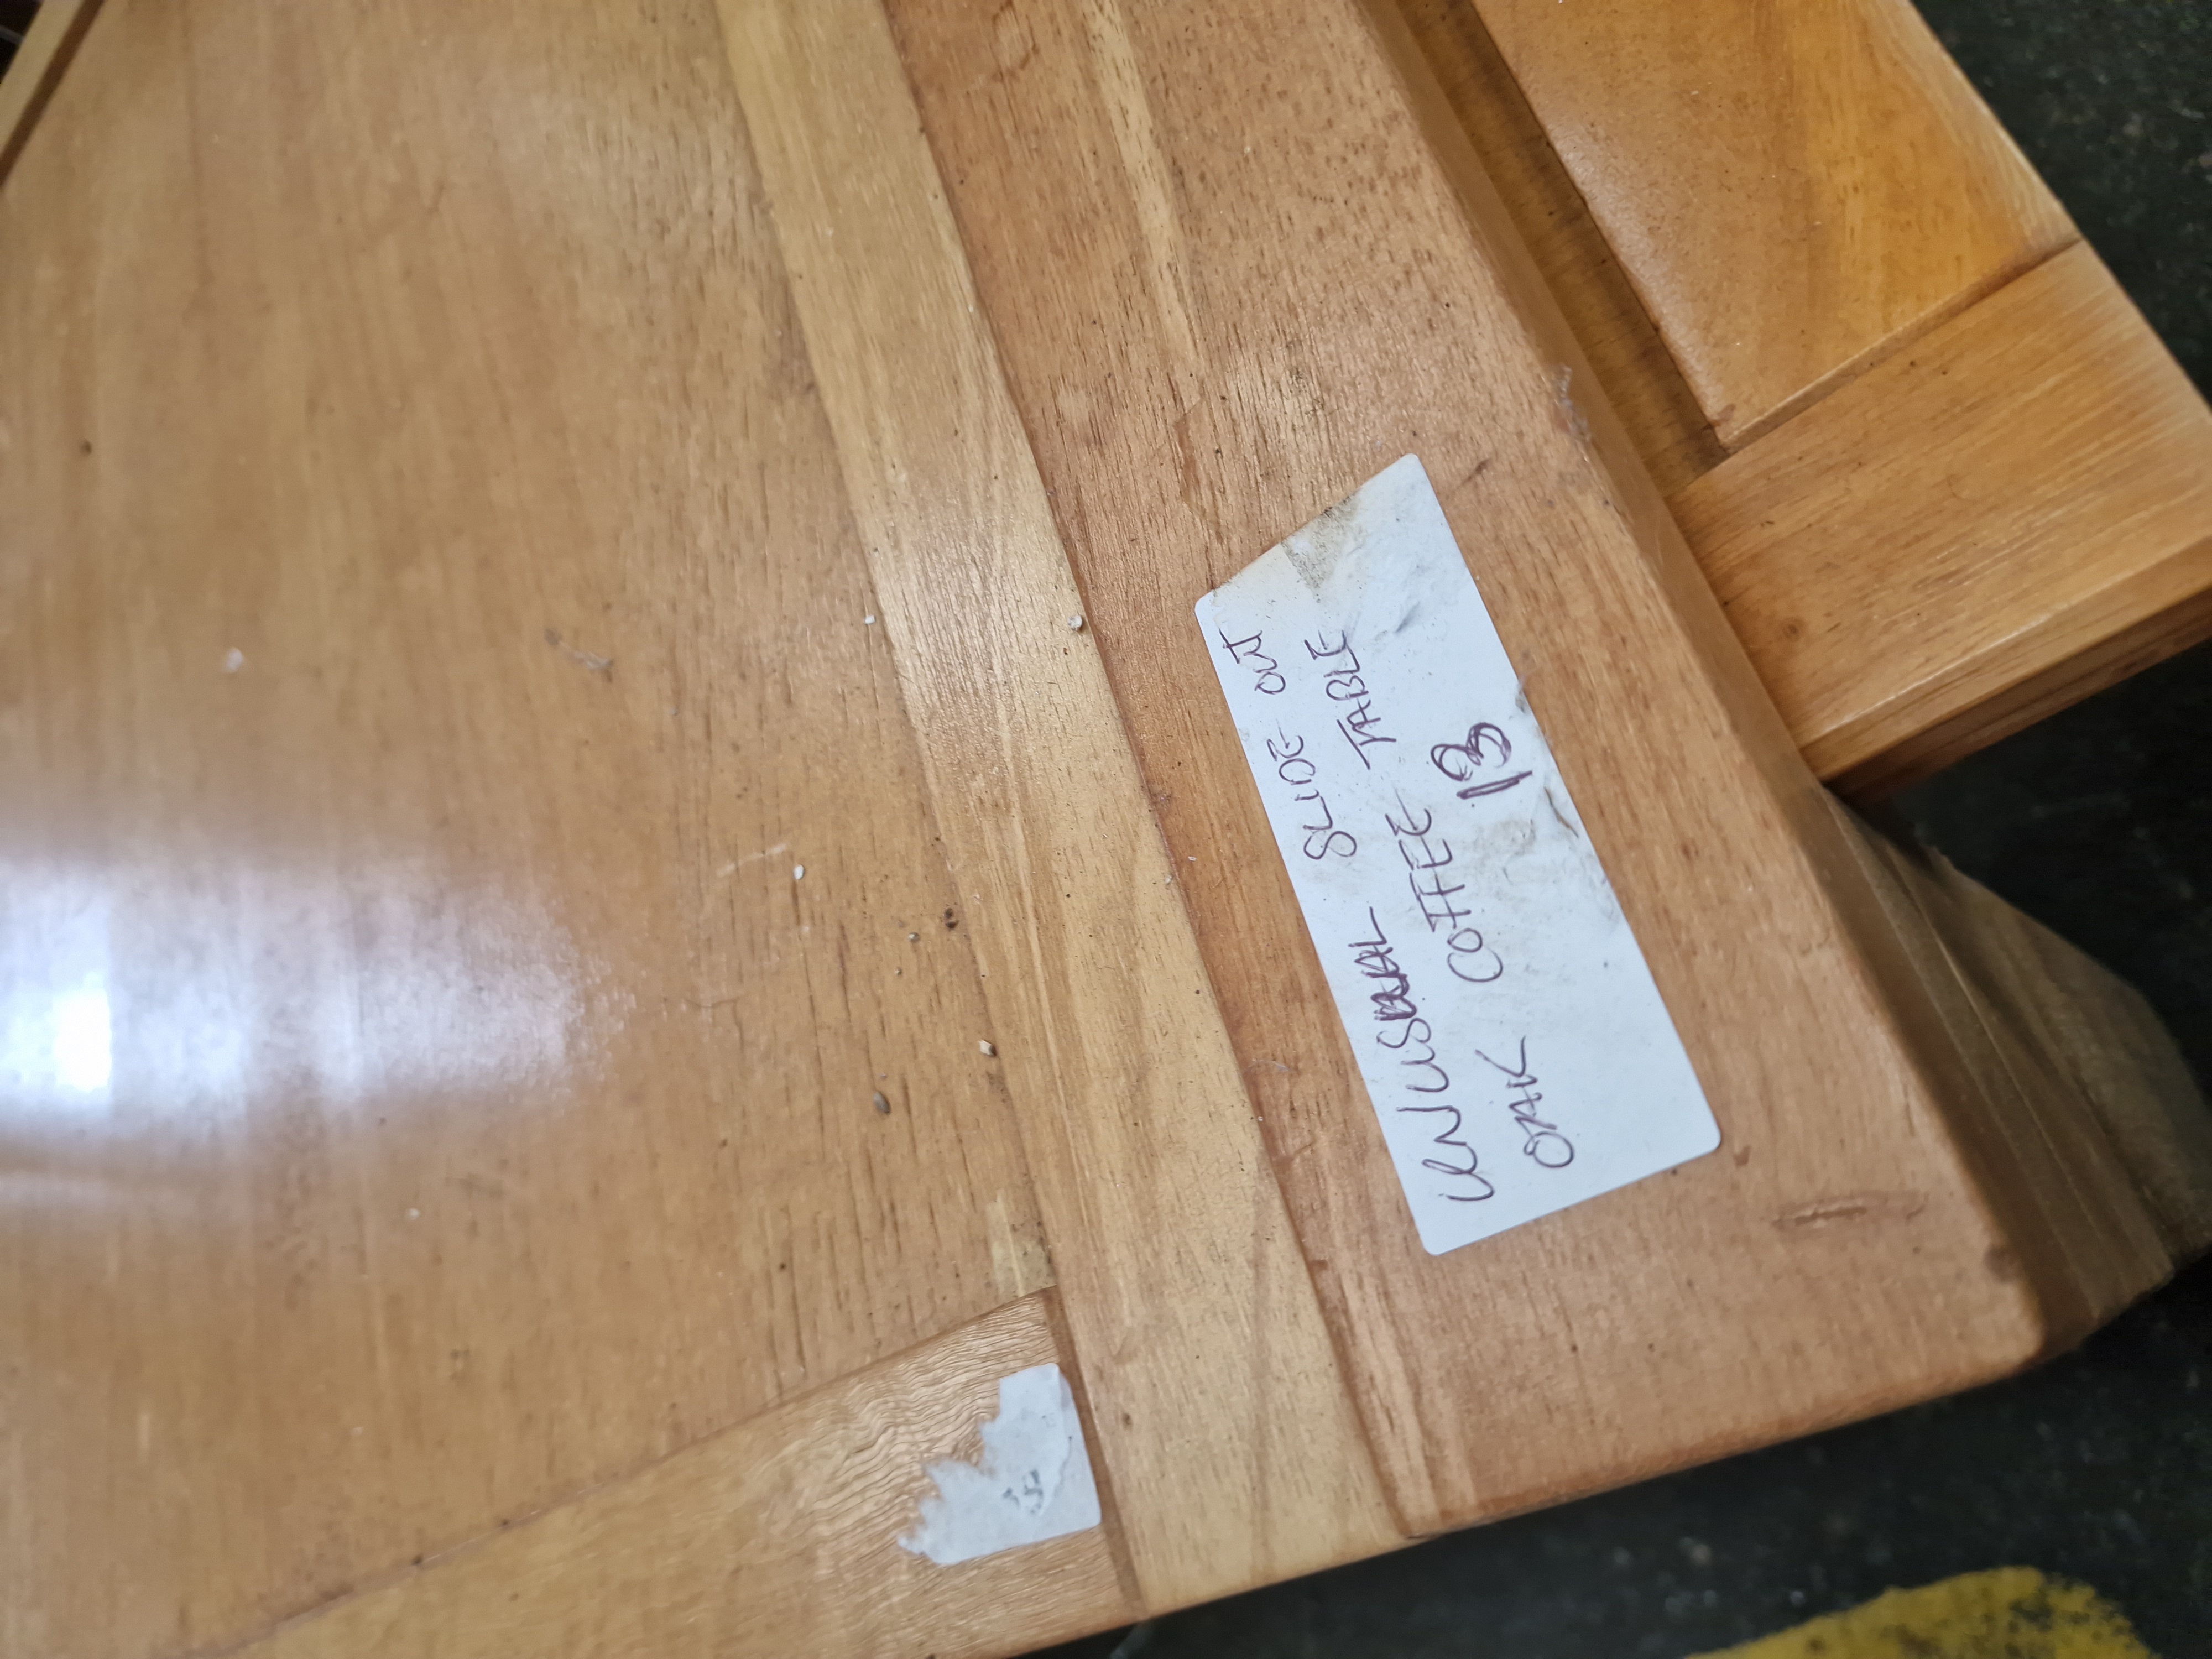 UNUSUAL SLIDE OUT
OAK COFFEE TABLE
13